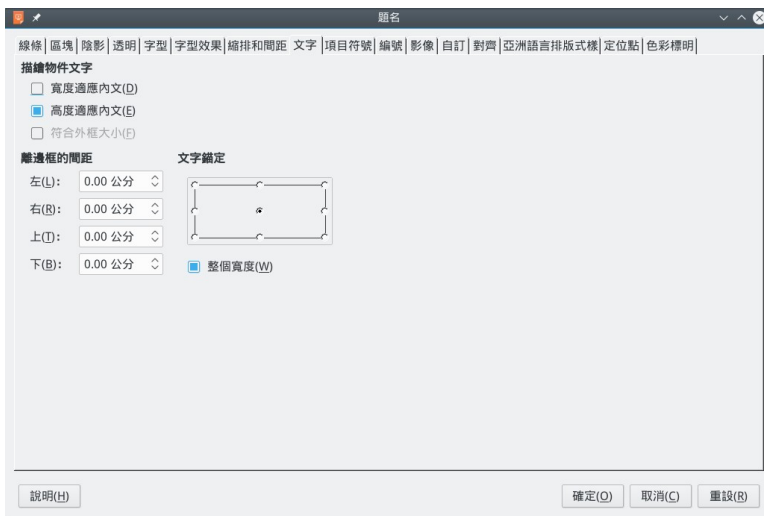 題名
線條 區塊 陰影 透明 字型 字型效果 縮排和間距 文字 項目符號 編號 影像 自訂 對齊 亞洲語言排版式樣 定位點 色彩標明
描繪物件文字
寬度適應內文(D)
高度適應內文(E)
符合外框大小(F)
離邊框的間距 文字錨定
左(L): 0.00 公分
右(R): 0.00 公分
上(T): 0.00 公分
下(B): 0.00 公分
整個寬度(W)
說明(H) 確定(O) 取消(C) 重設(R)